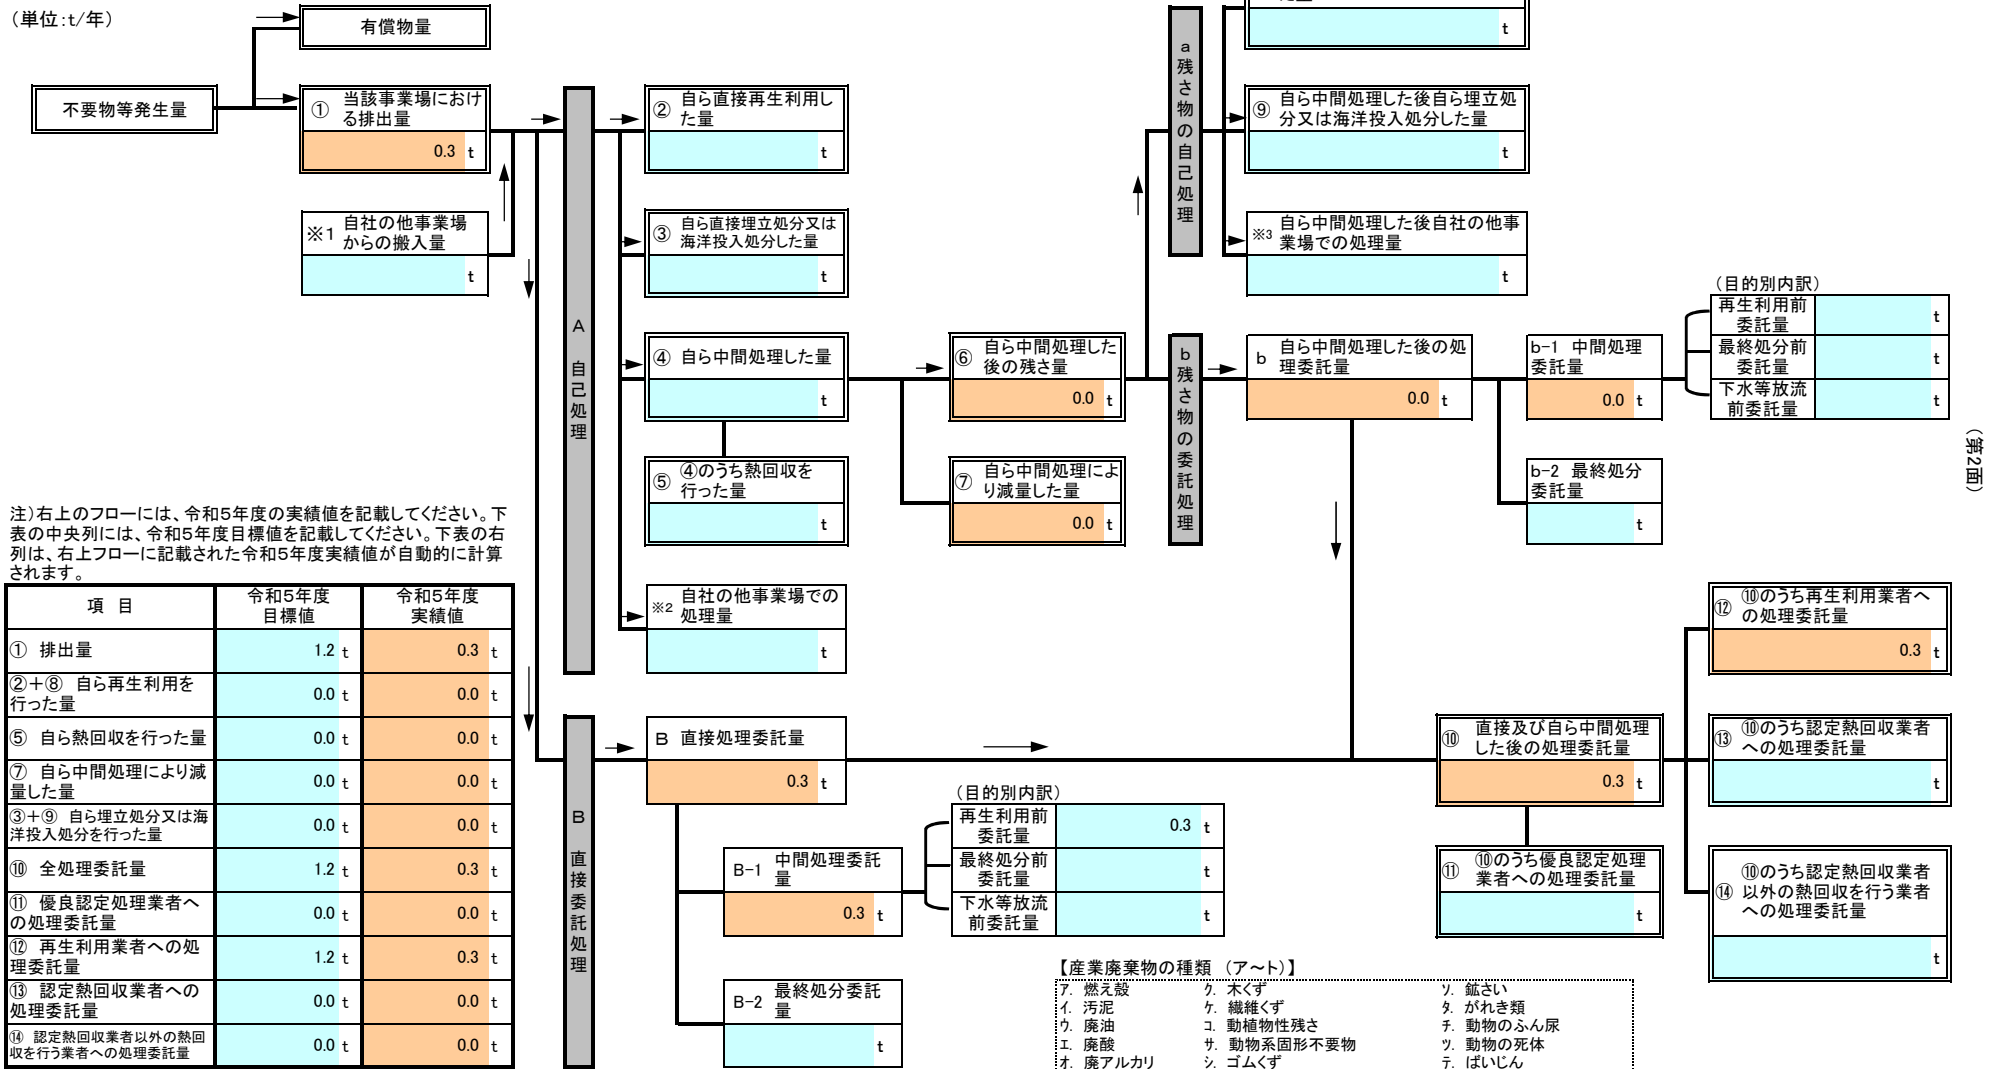 （単位：t/年）
有償物量
不要物等発生量
① 当該事業場におけ
る排出量
0.3 t
※1 自社の他事業場
からの搬入量
t
A 自己処理
② 自ら直接再生利用し
た量
t
③ 自ら直接埋立処分又は
海洋投入処分した量
t
④ 自ら中間処理した量
t
⑤ ④のうち熱回収を
行った量
t
※2 自社の他事業場での
処理量
t
⑥ 自ら中間処理した
後の残さ量
0.0 t
⑦ 自ら中間処理によ
り減量した量
0.0 t
a 残さ物の自己処理
t
⑨ 自ら中間処理した後自ら埋立処
分又は海洋投入処分した量
t
※3 自ら中間処理した後自社の他事
業場での処理量
t
b 残さ物の委託処理
b 自ら中間処理した後の処
理委託量
0.0 t
b-1 中間処理
委託量
0.0 t
b-2 最終処分
委託量
t
（目的別内訳）
再生利用前
委託量
t
最終処分前
委託量
t
下水等放流
前委託量
t
（第2面）
注）右上のフローには、令和5年度の実績値を記載してください。下
表の中央列には、令和5年度目標値を記載してください。下表の右
列は、右上フローに記載された令和5年度実績値が自動的に計算
されます。
項 目 令和5年度 令和5年度
目標値 実績値
① 排出量 1.2 t 0.3 t
②＋⑧ 自ら再生利用を
行った量 0.0 t 0.0 t
⑤ 自ら熱回収を行った量 0.0 t 0.0 t
⑦ 自ら中間処理により減
量した量 0.0 t 0.0 t
③＋⑨ 自ら埋立処分又は海
洋投入処分を行った量 0.0 t 0.0 t
⑩ 全処理委託量 1.2 t 0.3 t
⑪ 優良認定処理業者へ
の処理委託量 0.0 t 0.0 t
⑫ 再生利用業者への処
理委託量 1.2 t 0.3 t
⑬ 認定熱回収業者への
処理委託量 0.0 t 0.0 t
⑭ 認定熱回収業者以外の熱回
収を行う業者への処理委託量 0.0 t 0.0 t
B 直接委託処理
B 直接処理委託量
0.3 t
B-1 中間処理委託
量
0.3 t
B-2 最終処分委託
量
t
（目的別内訳）
再生利用前
委託量
0.3 t
最終処分前
委託量
t
下水等放流
前委託量
t
⑩ 直接及び自ら中間処理
した後の処理委託量
0.3 t
⑪ ⑩のうち優良認定処理
業者への処理委託量
t
⑫ ⑩のうち再生利用業者へ
の処理委託量
0.3 t
⑬ ⑩のうち認定熱回収業者
への処理委託量
t
⑭ ⑩のうち認定熱回収業者
以外の熱回収を行う業者
への処理委託量
t
【産業廃棄物の種類 （ア～ト）】
ア. 燃え殻 ク. 木くず ソ. 鉱さい
イ. 汚泥 ケ. 繊維くず タ. がれき類
ウ. 廃油 コ. 動植物性残さ チ. 動物のふん尿
エ. 廃酸 サ. 動物系固形不要物 ツ. 動物の死体
オ. 廃アルカリ シ. ゴムくず テ. ばいじん